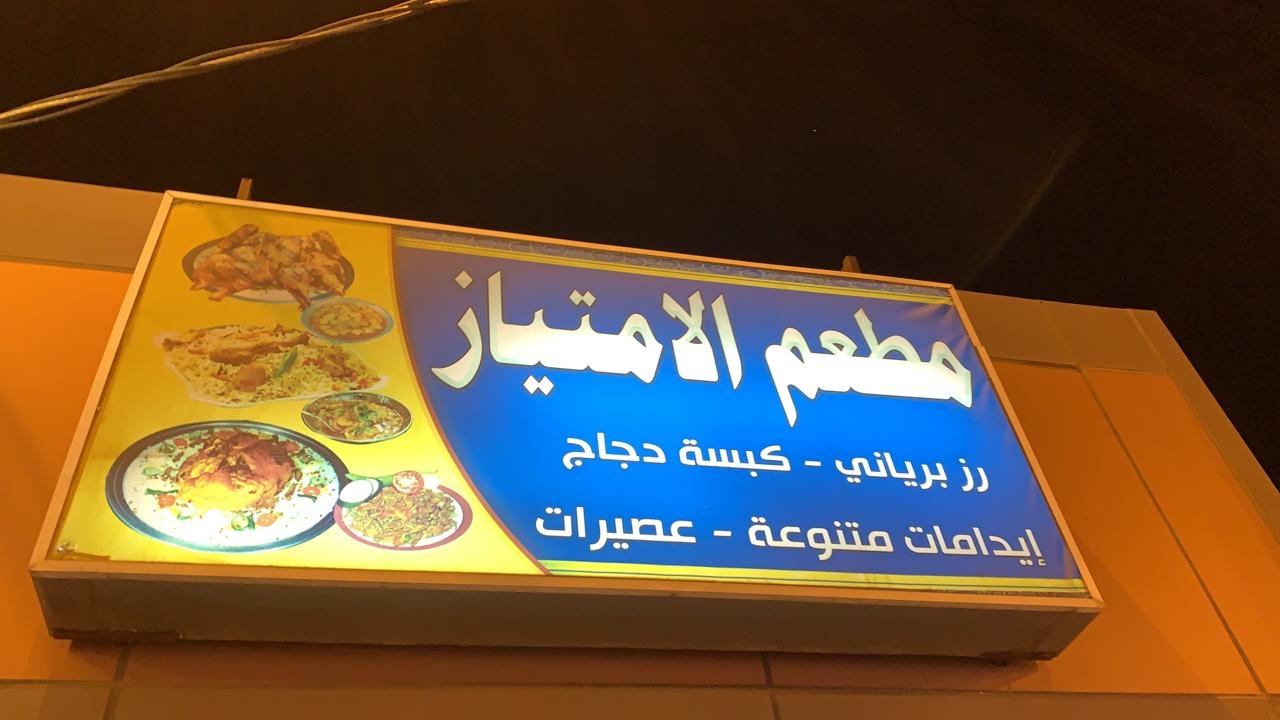 مطعم الامتياز
رز برياني - كبسة دجاج
إيدامات متنوعة - عصيرات